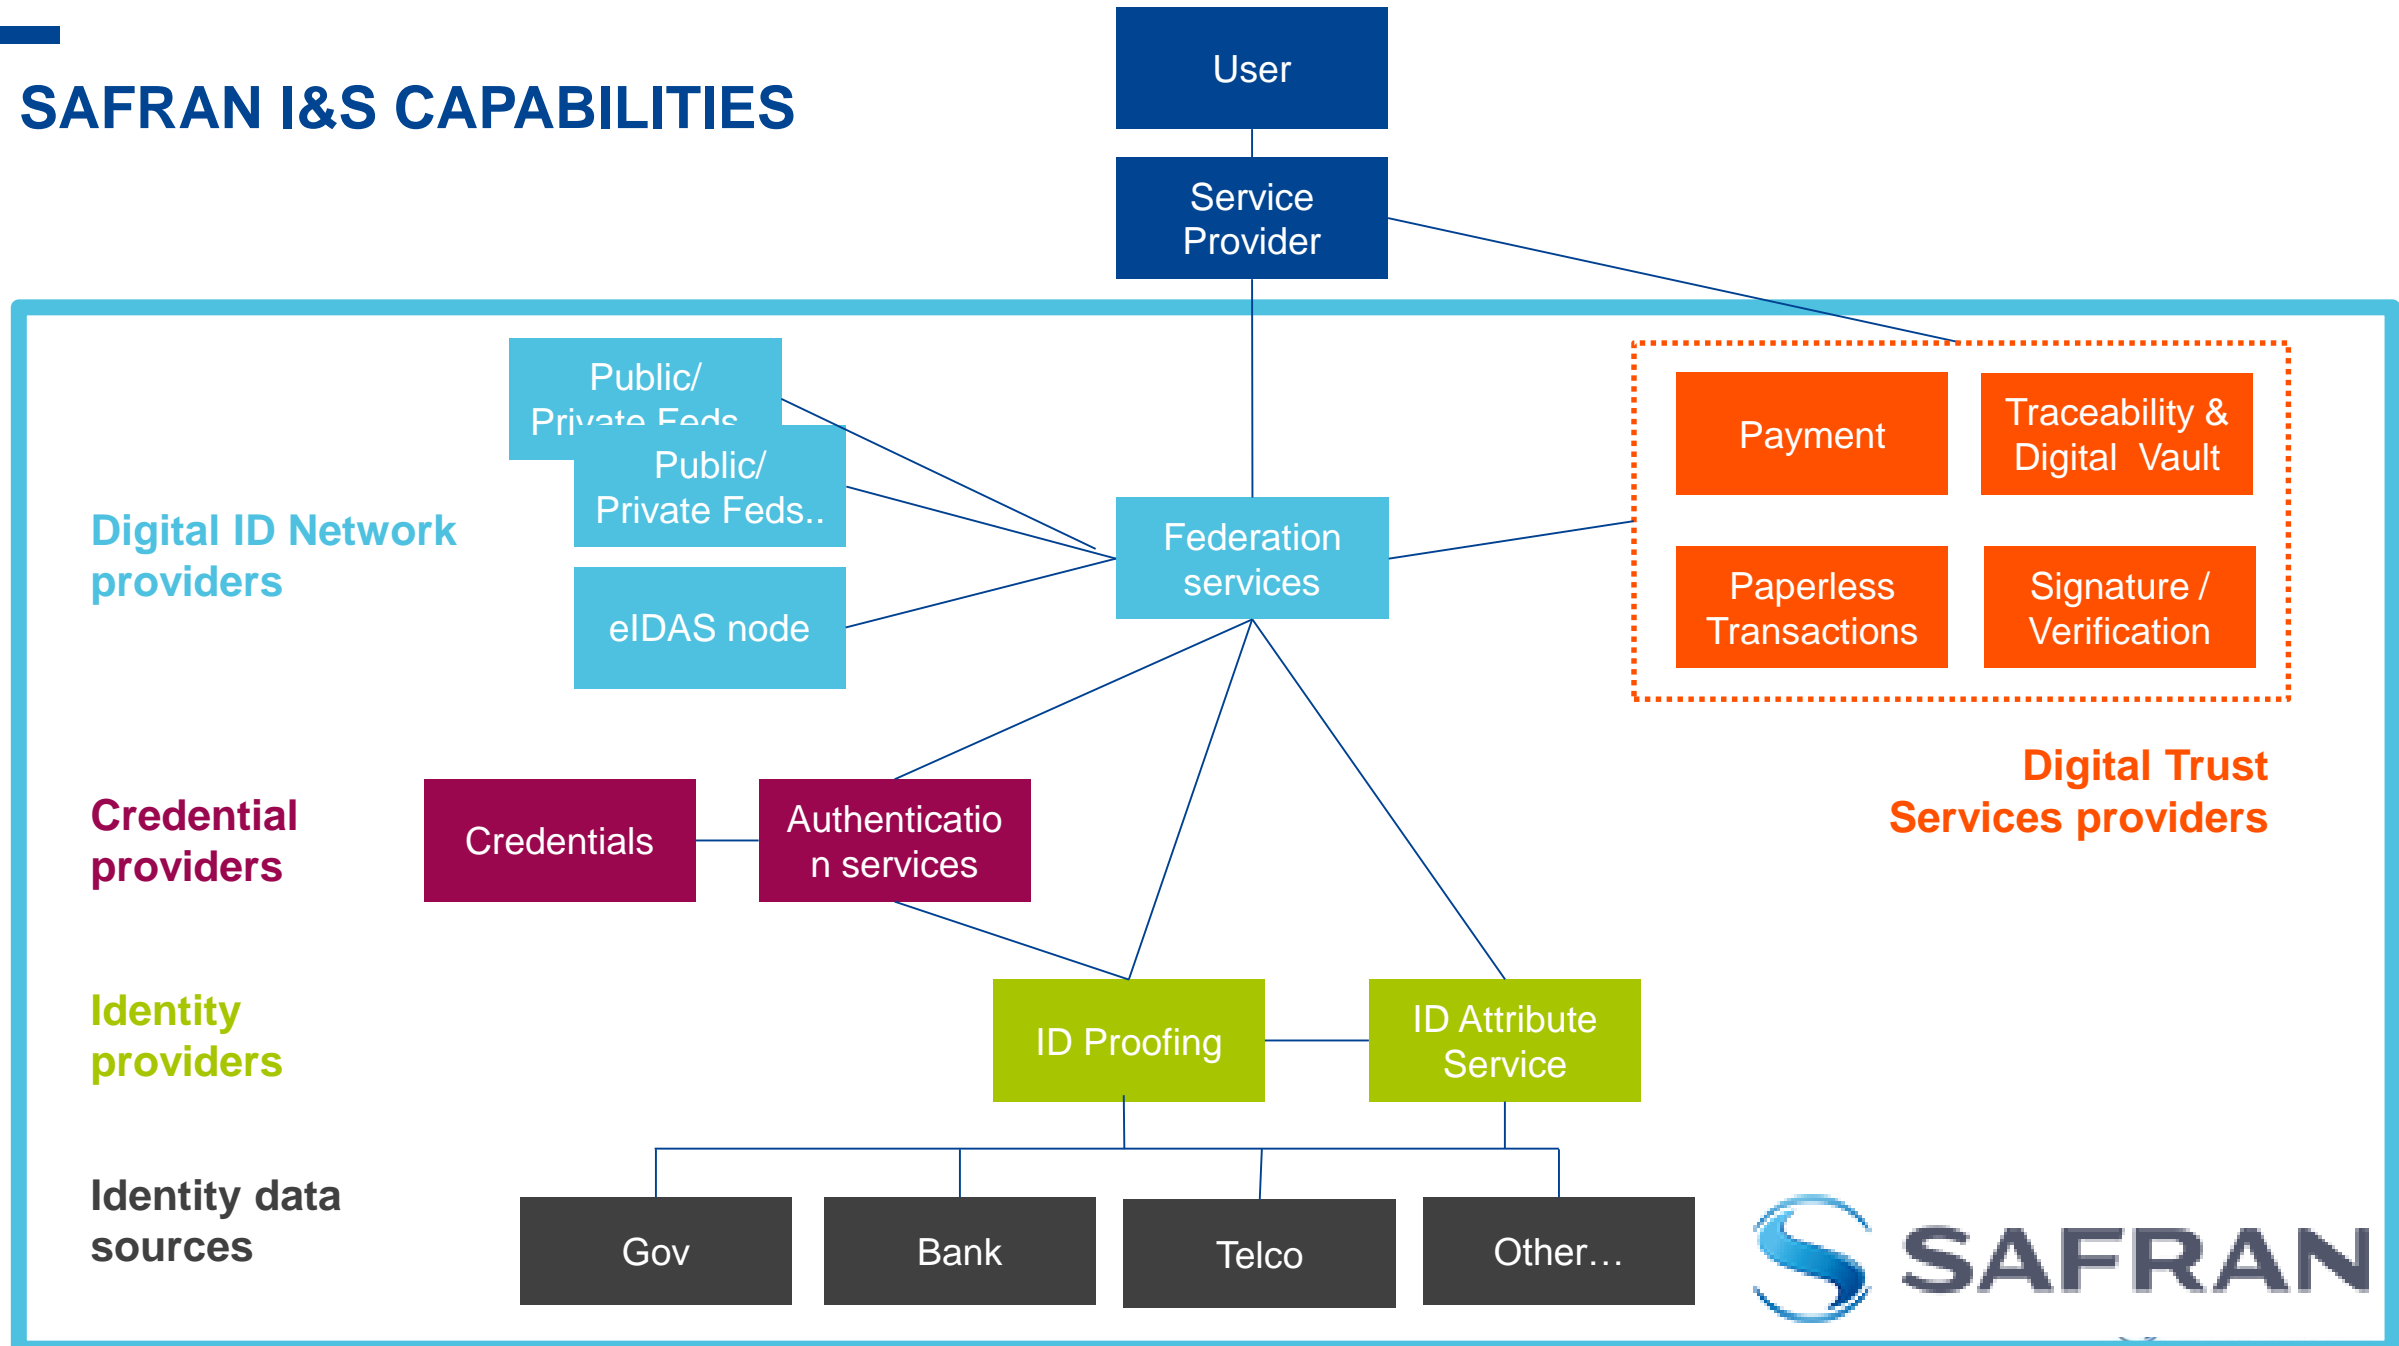 SAFRAN I&S CAPABILITIES
User
Service
Provider
Public/
Private Feds
Public/
Private Feds..
eIDAS node
Digital ID Network
providers
Federation
services
Payment
Traceability &
Digital Vault
Paperless
Transactions
Signature /
Verification
Digital Trust
Services providers
Credential
providers
Credentials
Authenticatio
n services
Identity
providers
ID Proofing
ID Attribute
Service
Identity data
sources
Gov
Bank
Telco
Other…
SAFRAN